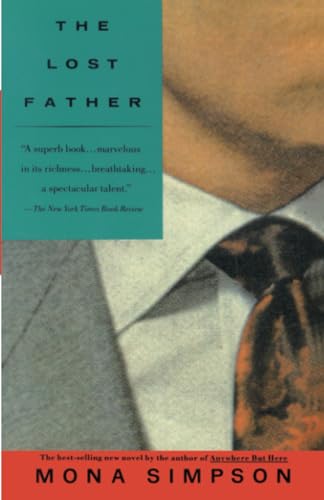 THE
LOST
FATHER
“A superb book...marvelous
in its richness...breathtaking...
a spectacular talent.”
—The New York Times Book Review
The best-selling new novel by the author of Anywhere But Here
MONA SIMPSON